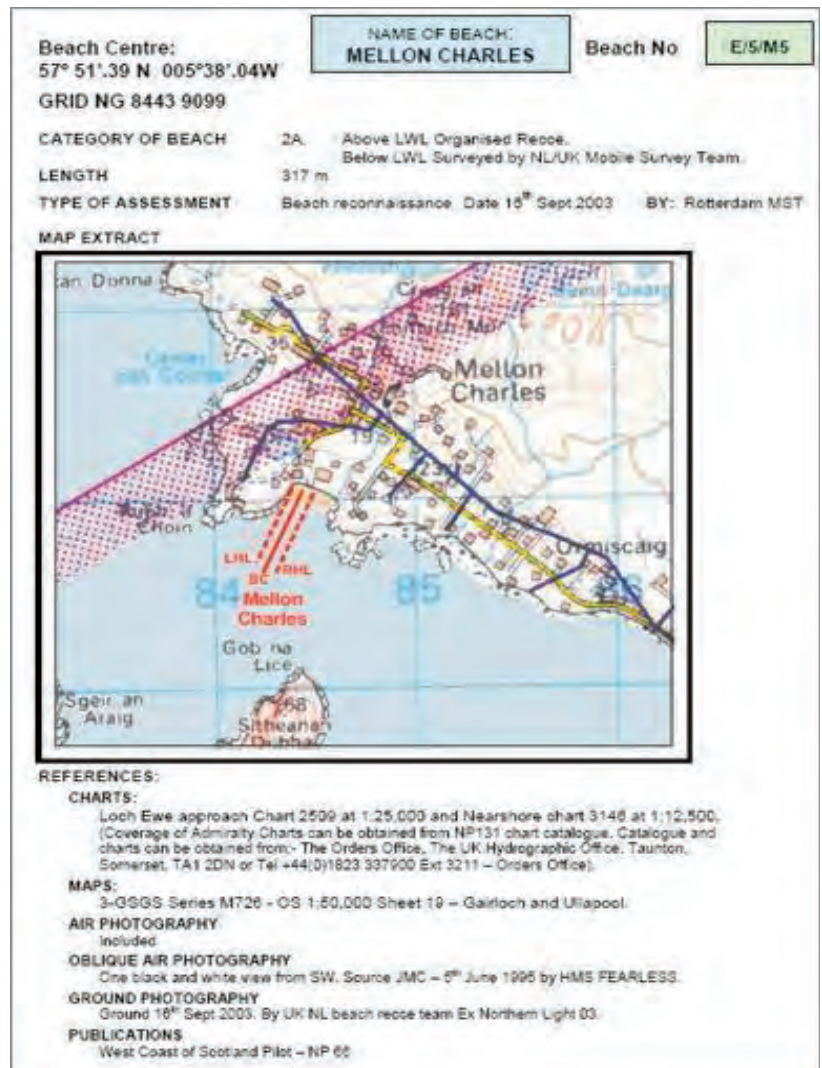 Beach Centre:
57° 51'.39 N 005°38'.04W
GRID NG 8443 9099
NAME OF BEACH:
MELLON CHARLES
Beach No
E/5/M5
CATEGORY OF BEACH 2A. Above LWL Organised Recce.
Below LWL Surveyed by NL/UK Mobile Survey Team.
LENGTH 317 m
TYPE OF ASSESSMENT Beach reconnaissance Date 16th Sept 2003 BY: Rotterdam MST
MAP EXTRACT
an Donna
Mellon
Charles
19
Ormiscaig
LHL
BC
RHL
84
85
Mellon
Charles
Gob na
Lice
Sgeir an
Araig
68
Sitheanan
REFERENCES:
CHARTS:
Loch Ewe approach Chart 2509 at 1:25,000 and Nearshore chart 3146 at 1:12,500.
(Coverage of Admiralty Charts can be obtained from NP131 chart catalogue. Catalogue and
charts can be obtained from:- The Orders Office, The UK Hydrographic Office, Taunton,
Somerset, TA1 2DN or Tel +44(0)1823 337900 Ext 3211 – Orders Office).
MAPS:
3-GSGS Series M726 - OS 1:50,000 Sheet 19 – Gairloch and Ullapool.
AIR PHOTOGRAPHY
Included
OBLIQUE AIR PHOTOGRAPHY
One black and white view from SW. Source JMC – 6th June 1995 by HMS FEARLESS.
GROUND PHOTOGRAPHY
Ground 16th Sept 2003. By UK NL beach recce team Ex Northern Light 03.
PUBLICATIONS
West Coast of Scotland Pilot – NP 66